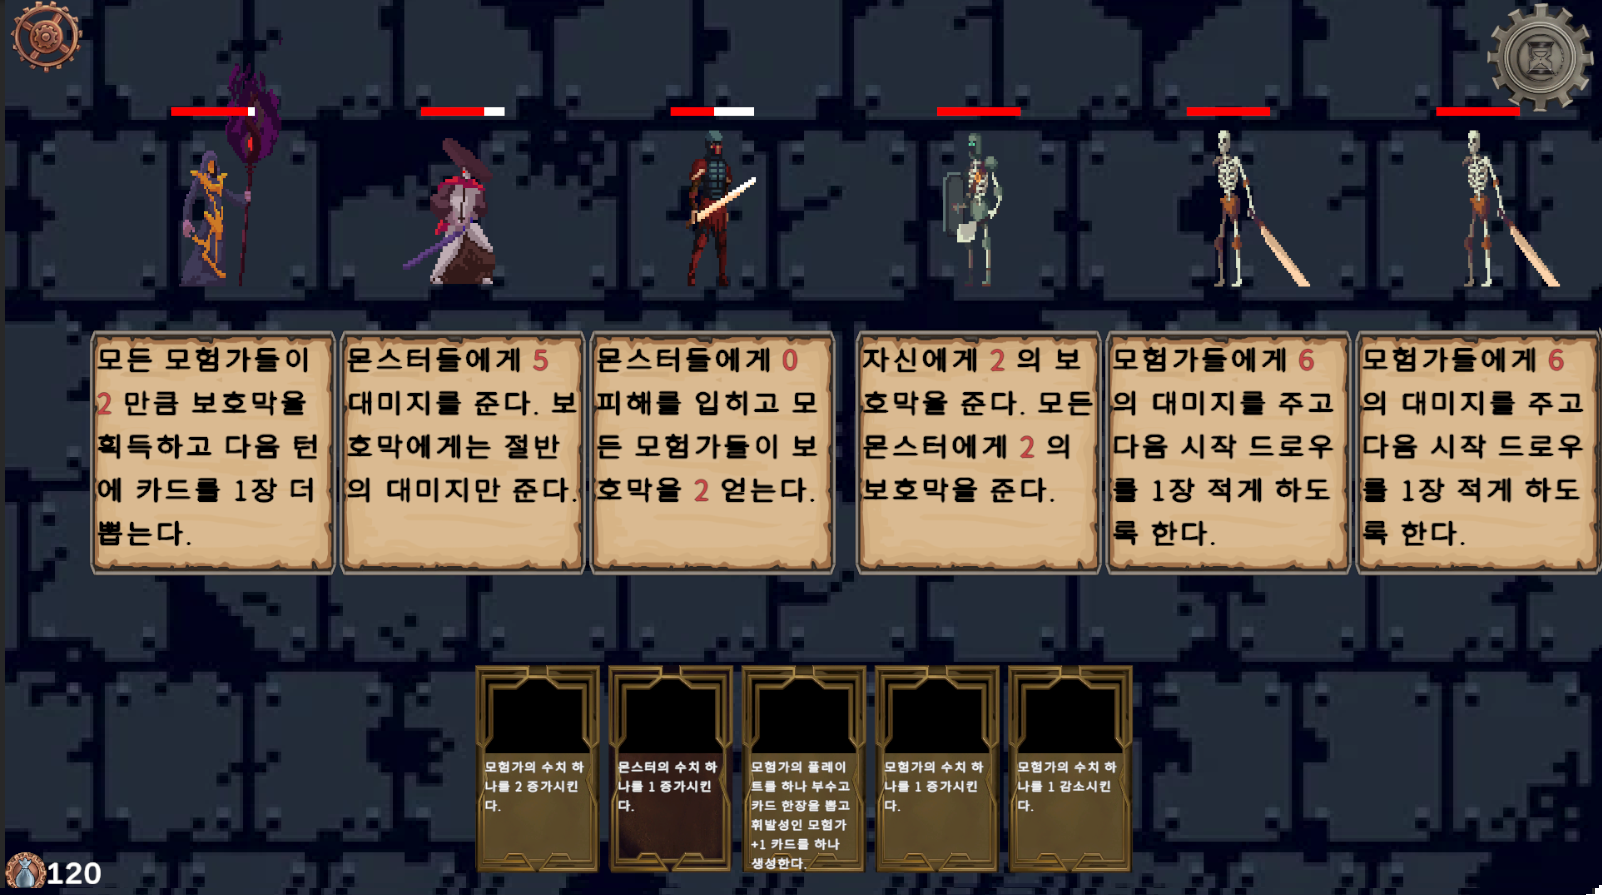 모든 모험가들이
2 만큼 보호막을
획득하고 다음 턴
에 카드를 1장 더
뽑는다.
몬스터들에게 5
대미지를 준다. 보
호막에게는 절반
의 대미지만 준다.
몬스터들에게 0
피해를 입히고 모
든 모험가들이 보
호막을 2 얻는다.
자신에게 2 의 보
호막을 준다. 모든
몬스터에게 2 의
보호막을 준다.
모험가들에게 6
의 대미지를 주고
다음 시작 드로우
를 1장 적게 하도
록 한다.
모험가들에게 6
의 대미지를 주고
다음 시작 드로우
를 1장 적게 하도
록 한다.
모험가의 수치 하
나를 2 증가시킨
다.
몬스터의 수치 하
나를 1 증가시킨
다.
모험가의 플레이
트를 하나 부수고
카드 한장을 뽑고
휘발성인 모험가
+1 카드를 하나
생성한다.
모험가의 수치 하
나를 1 증가시킨
다.
모험가의 수치 하
나를 1 감소시킨
다.
120